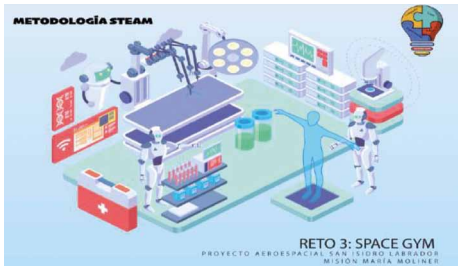 METODOLOGÍA STEAM
RETO 3: SPACE GYM
PROYECTO AEROESPACIAL SAN ISIDRO LABRADOR
MISIÓN MARÍA MOLINER